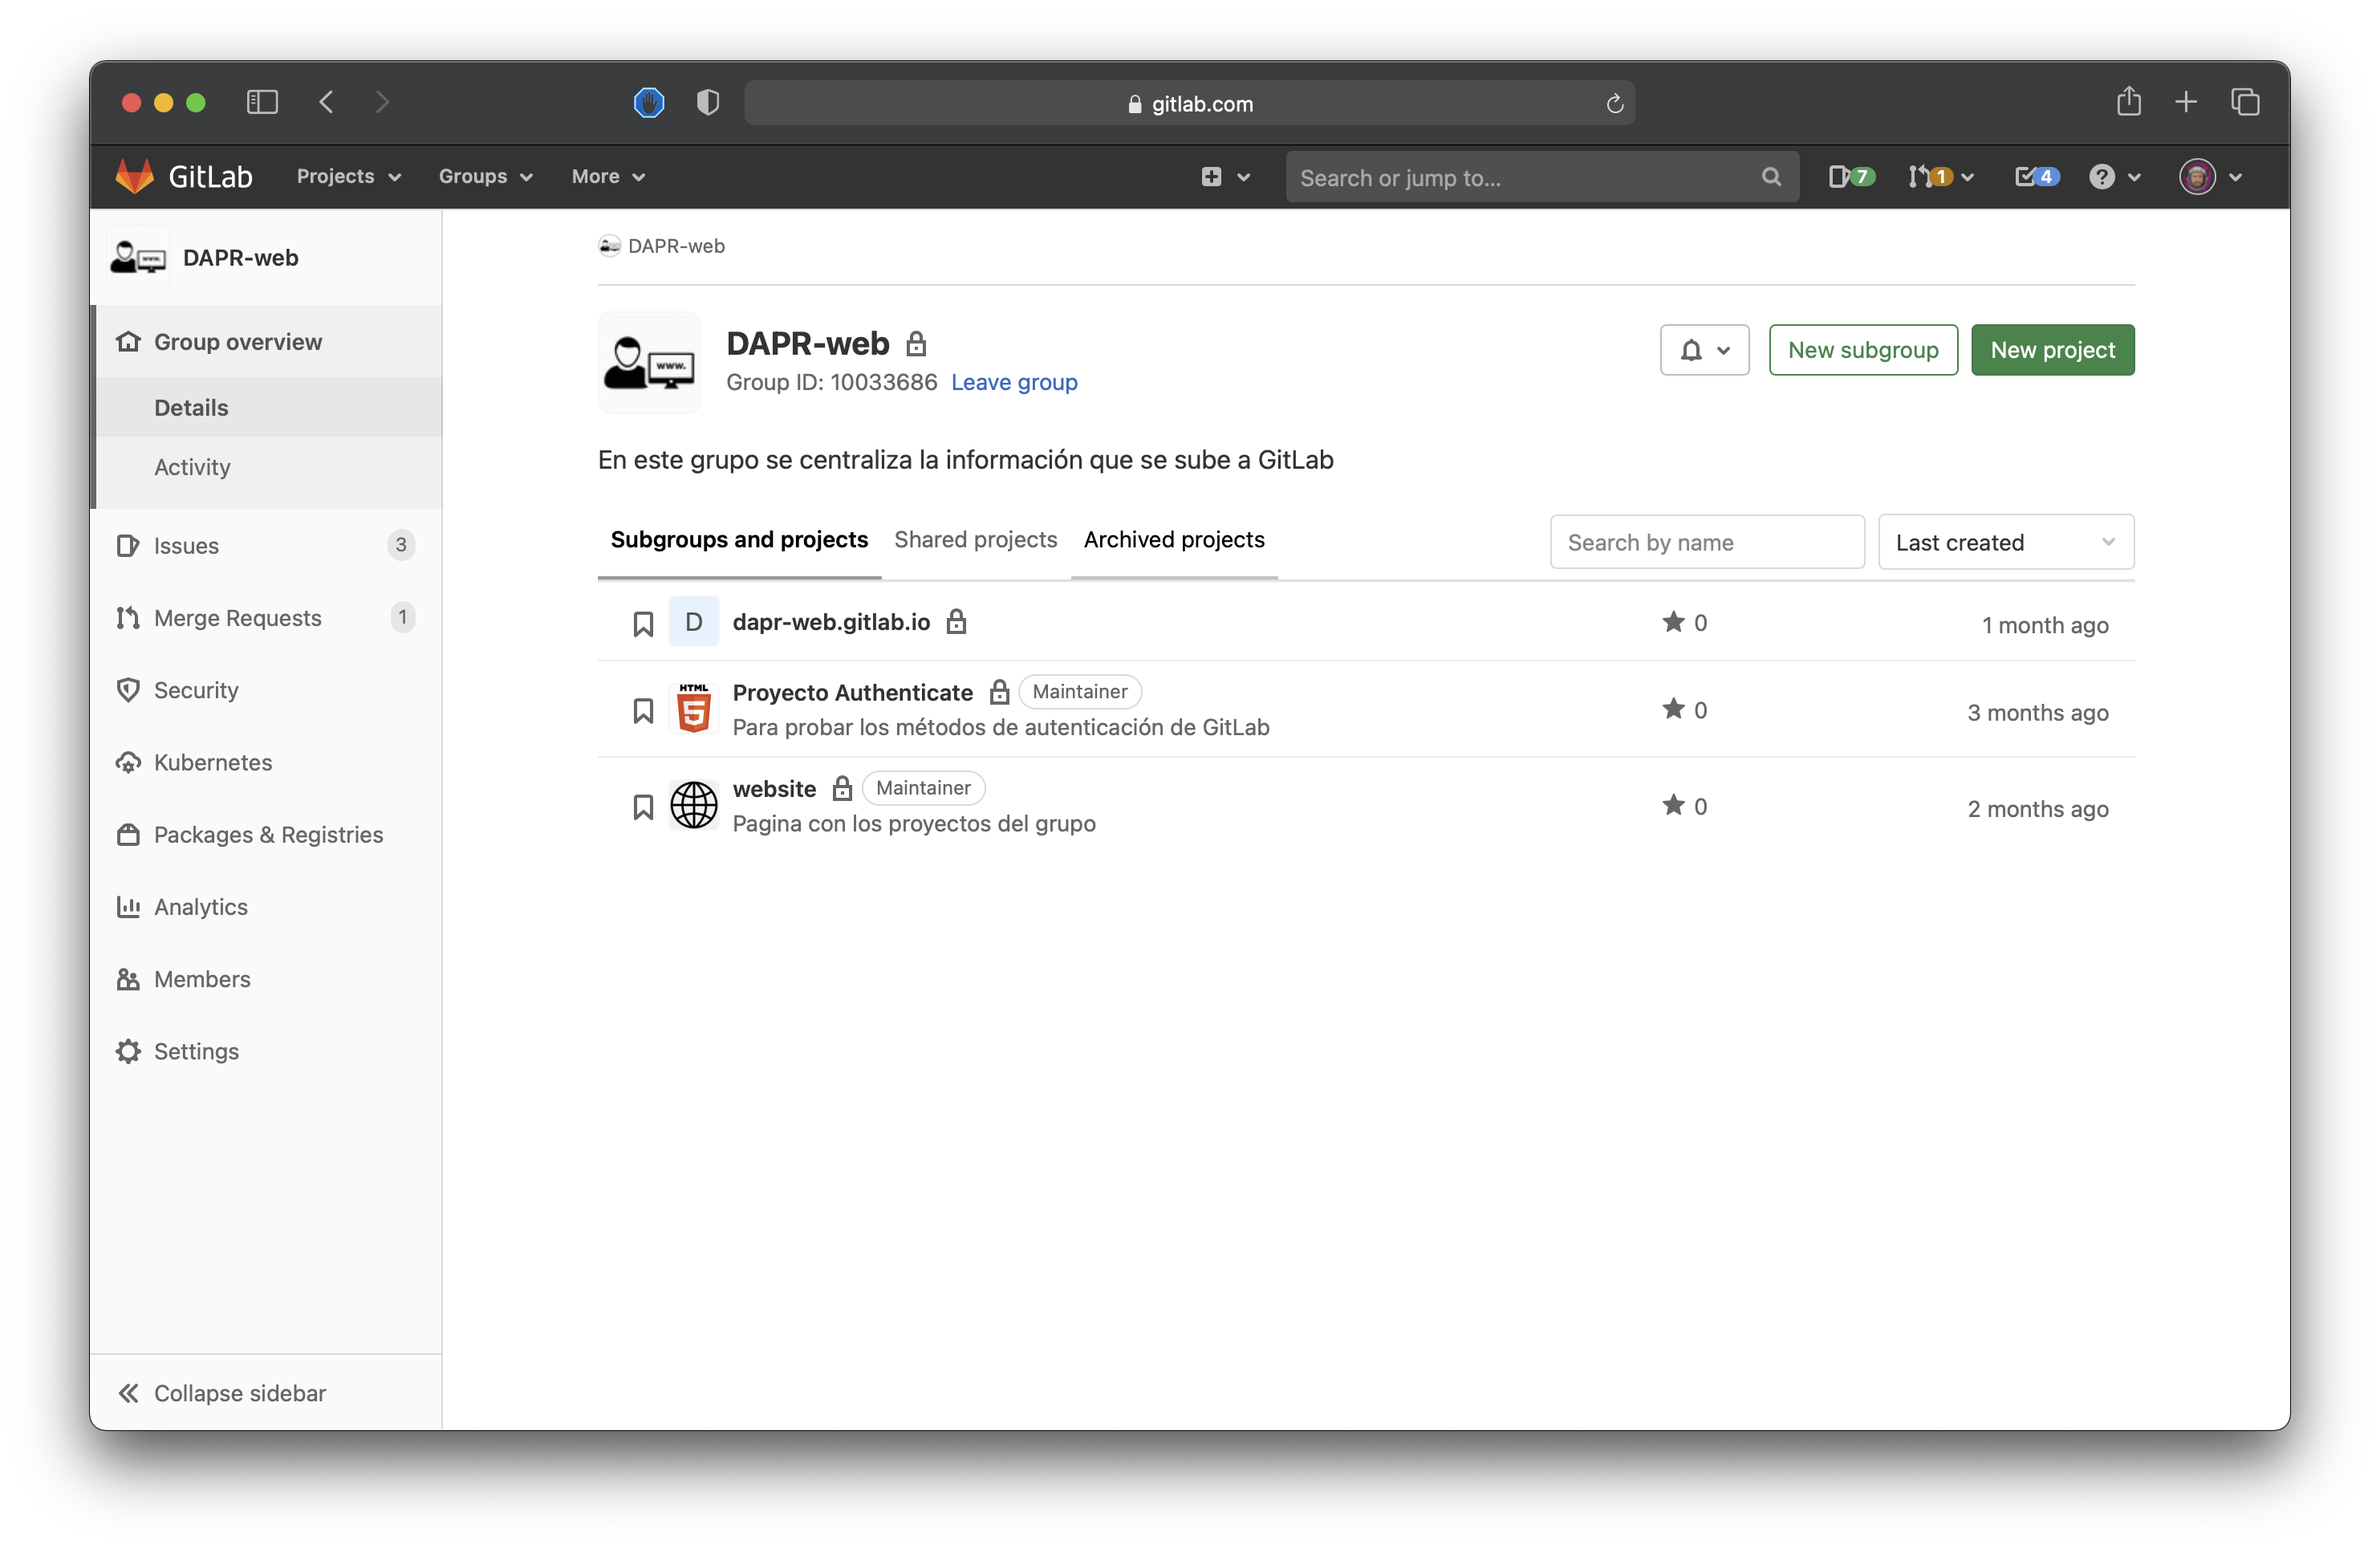 gitlab.com
GitLab Projects Groups More Search or jump to... 7 1 4
DAPR-web
Group overview
Details
Activity
Issues 3
Merge Requests 1
Security
Kubernetes
Packages & Registries
Analytics
Members
Settings
Collapse sidebar
DAPR-web
www.
DAPR-web
Group ID: 10033686 Leave group
New subgroup New project
En este grupo se centraliza la información que se sube a GitLab
Subgroups and projects Shared projects Archived projects Search by name Last created
D dapr-web.gitlab.io 0 1 month ago
HTML 5 Proyecto Authenticate Maintainer 0 3 months ago
Para probar los métodos de autenticación de GitLab
website Maintainer 0 2 months ago
Pagina con los proyectos del grupo